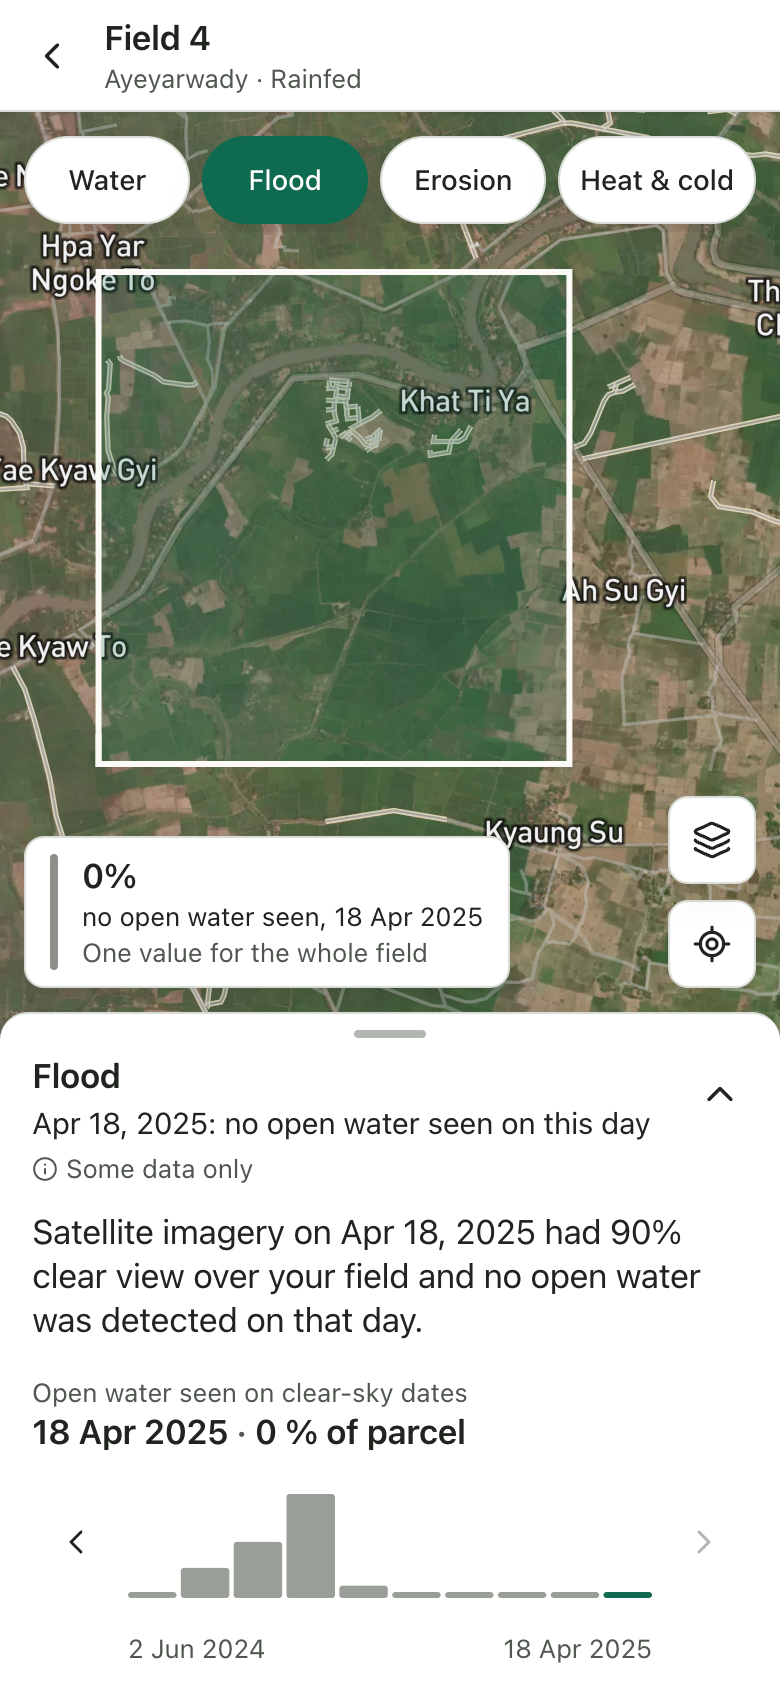 Field 4
Ayeyarwady · Rainfed
Water
Flood
Erosion
Heat & cold
Hpa Yar
Ngoke To
Khat Ti Ya
Kyaw Gyi
Ah Su Gyi
Kyaw To
Kyaung Su
0%
no open water seen, 18 Apr 2025
One value for the whole field
Flood
Apr 18, 2025: no open water seen on this day
Some data only
Satellite imagery on Apr 18, 2025 had 90%
clear view over your field and no open water
was detected on that day.
Open water seen on clear-sky dates
18 Apr 2025 · 0 % of parcel
2 Jun 2024
18 Apr 2025